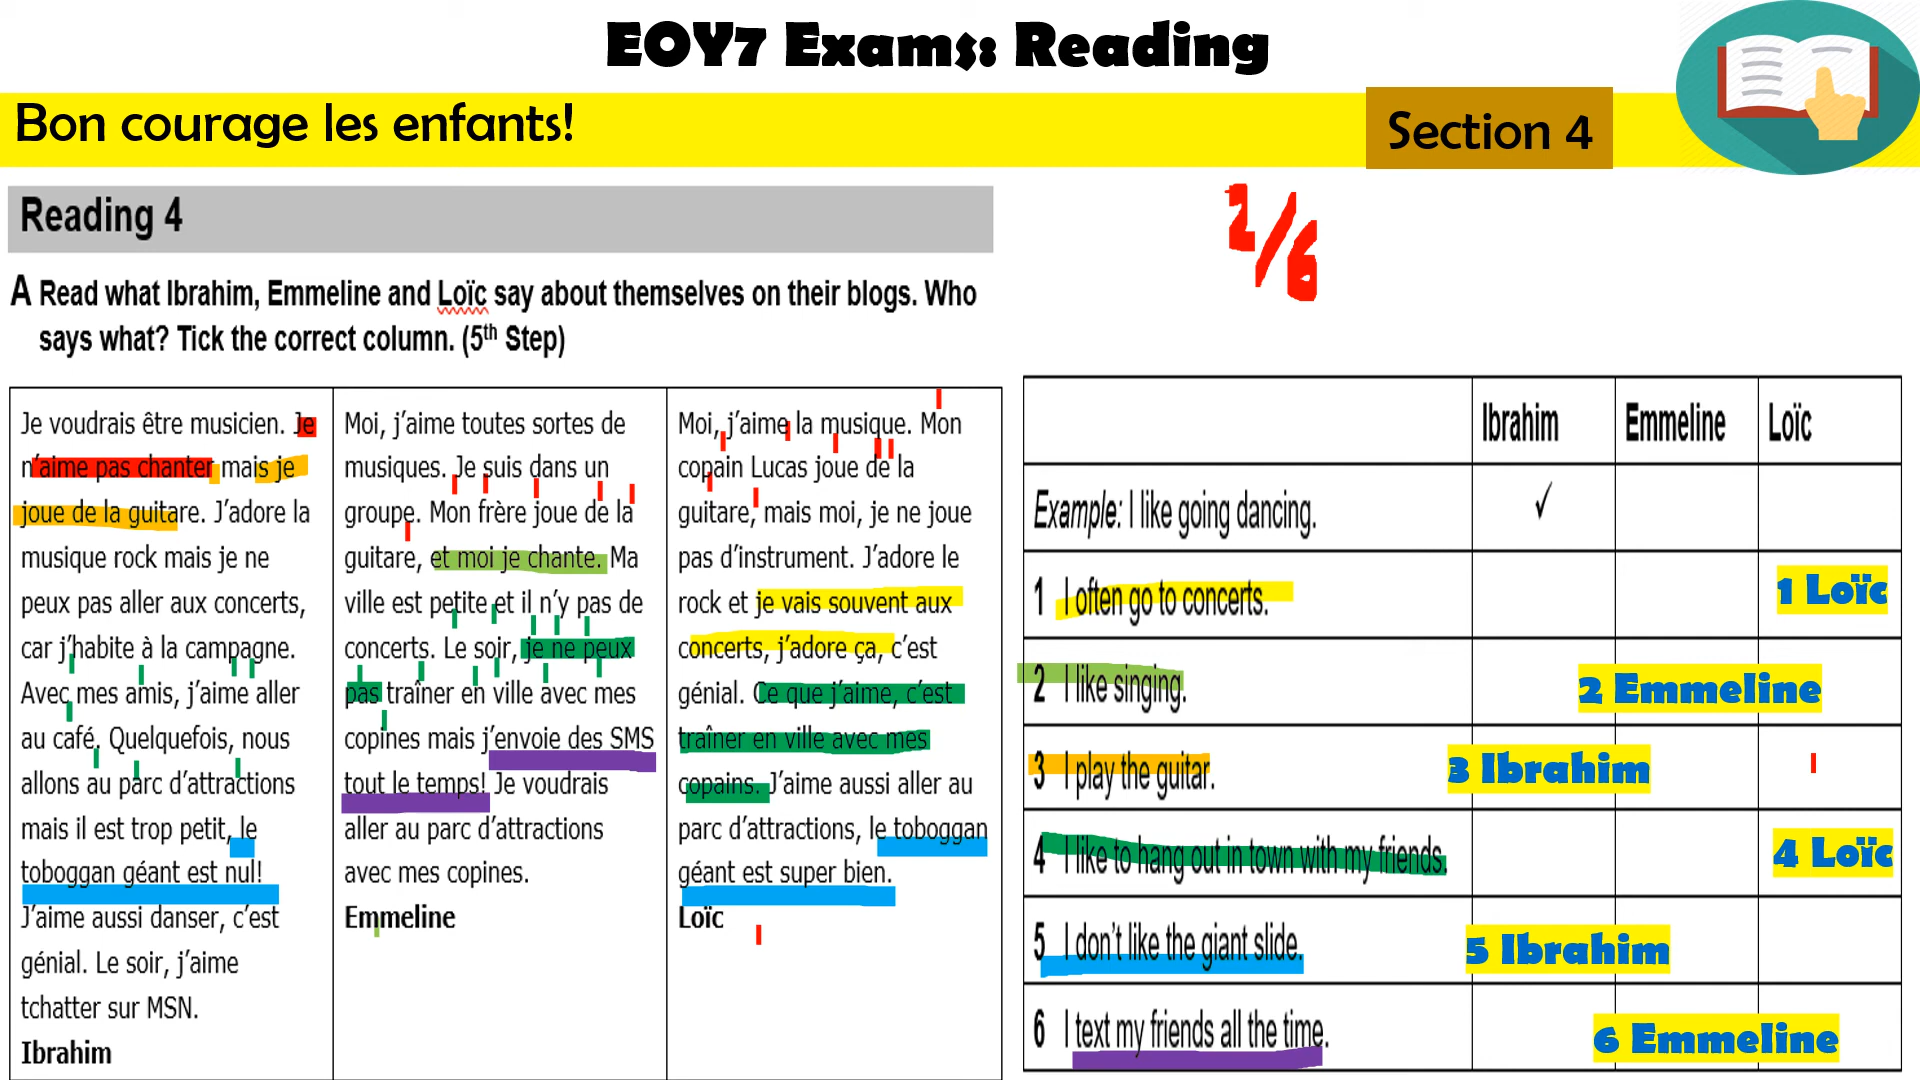 EOY7 Exams: Reading
Bon courage les enfants!
Section 4
Reading 4
2/6
A Read what Ibrahim, Emmeline and Loïc say about themselves on their blogs. Who
says what? Tick the correct column. (5th Step)
Je voudrais être musicien. Je
n'aime pas chanter mais je
joue de la guitare. J'adore la
musique rock mais je ne
peux pas aller aux concerts,
car j'habite à la campagne.
Avec mes amis, j'aime aller
au café. Quelquefois, nous
allons au parc d'attractions
mais il est trop petit, le
toboggan géant est nul!
J'aime aussi danser, c'est
génial. Le soir, j'aime
tchatter sur MSN.
Ibrahim
Moi, j'aime toutes sortes de
musiques. Je suis dans un
groupe. Mon frère joue de la
guitare, et moi je chante. Ma
ville est petite et il n'y pas de
concerts. Le soir, je ne peux
pas traîner en ville avec mes
copines mais j'envoie des SMS
tout le temps! Je voudrais
aller au parc d'attractions
avec mes copines.
Emmeline
Moi, j'aime la musique. Mon
copain Lucas joue de la
guitare, mais moi, je ne joue
pas d'instrument. J'adore le
rock et je vais souvent aux
concerts, j'adore ça, c'est
génial. Ce que j'aime, c'est
traîner en ville avec mes
copains. J'aime aussi aller au
parc d'attractions, le toboggan
géant est super bien.
Loïc
Ibrahim Emmeline Loïc
Example: I like going dancing. ✓
1 I often go to concerts. 1 Loïc
2 I like singing. 2 Emmeline
3 I play the guitar. 3 Ibrahim
4 I like to hang out in town with my friends. 4 Loïc
5 I don't like the giant slide. 5 Ibrahim
6 I text my friends all the time. 6 Emmeline